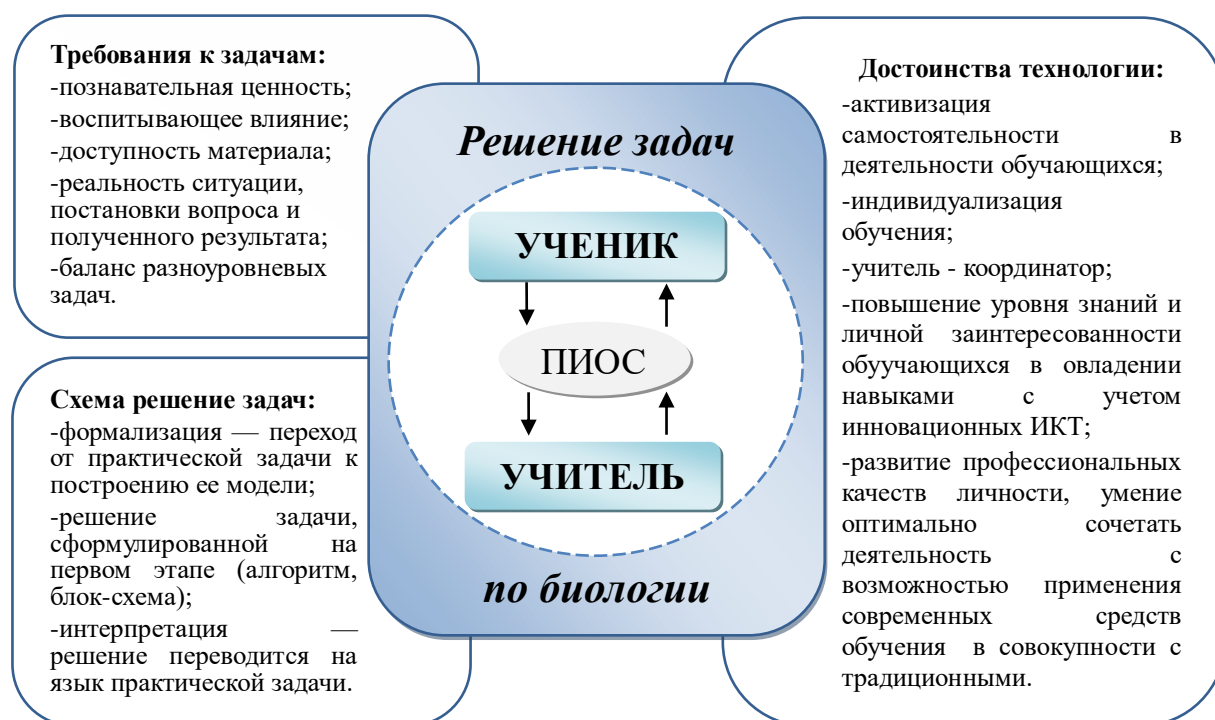 Требования к задачам:
-познавательная ценность;
-воспитывающее влияние;
-доступность материала;
-реальность ситуации,
постановки вопроса и
полученного результата;
-баланс разноуровневых
задач.
Схема решение задач:
-формализация — переход
от практической задачи к
построению ее модели;
-решение задачи,
сформулированной на
первом этапе (алгоритм,
блок-схема);
-интерпретация —
решение переводится на
язык практической задачи.
Решение задач
УЧЕНИК
ПИОС
УЧИТЕЛЬ
по биологии
Достоинства технологии:
-активизация
самостоятельности в
деятельности обучающихся;
-индивидуализация
обучения;
-учитель - координатор;
-повышение уровня знаний и
личной заинтересованности
обуучающихся в овладении
навыками с учетом
инновационных ИКТ;
-развитие профессиональных
качеств личности, умение
оптимально сочетать
деятельность с
возможностью применения
современных средств
обучения в совокупности с
традиционными.